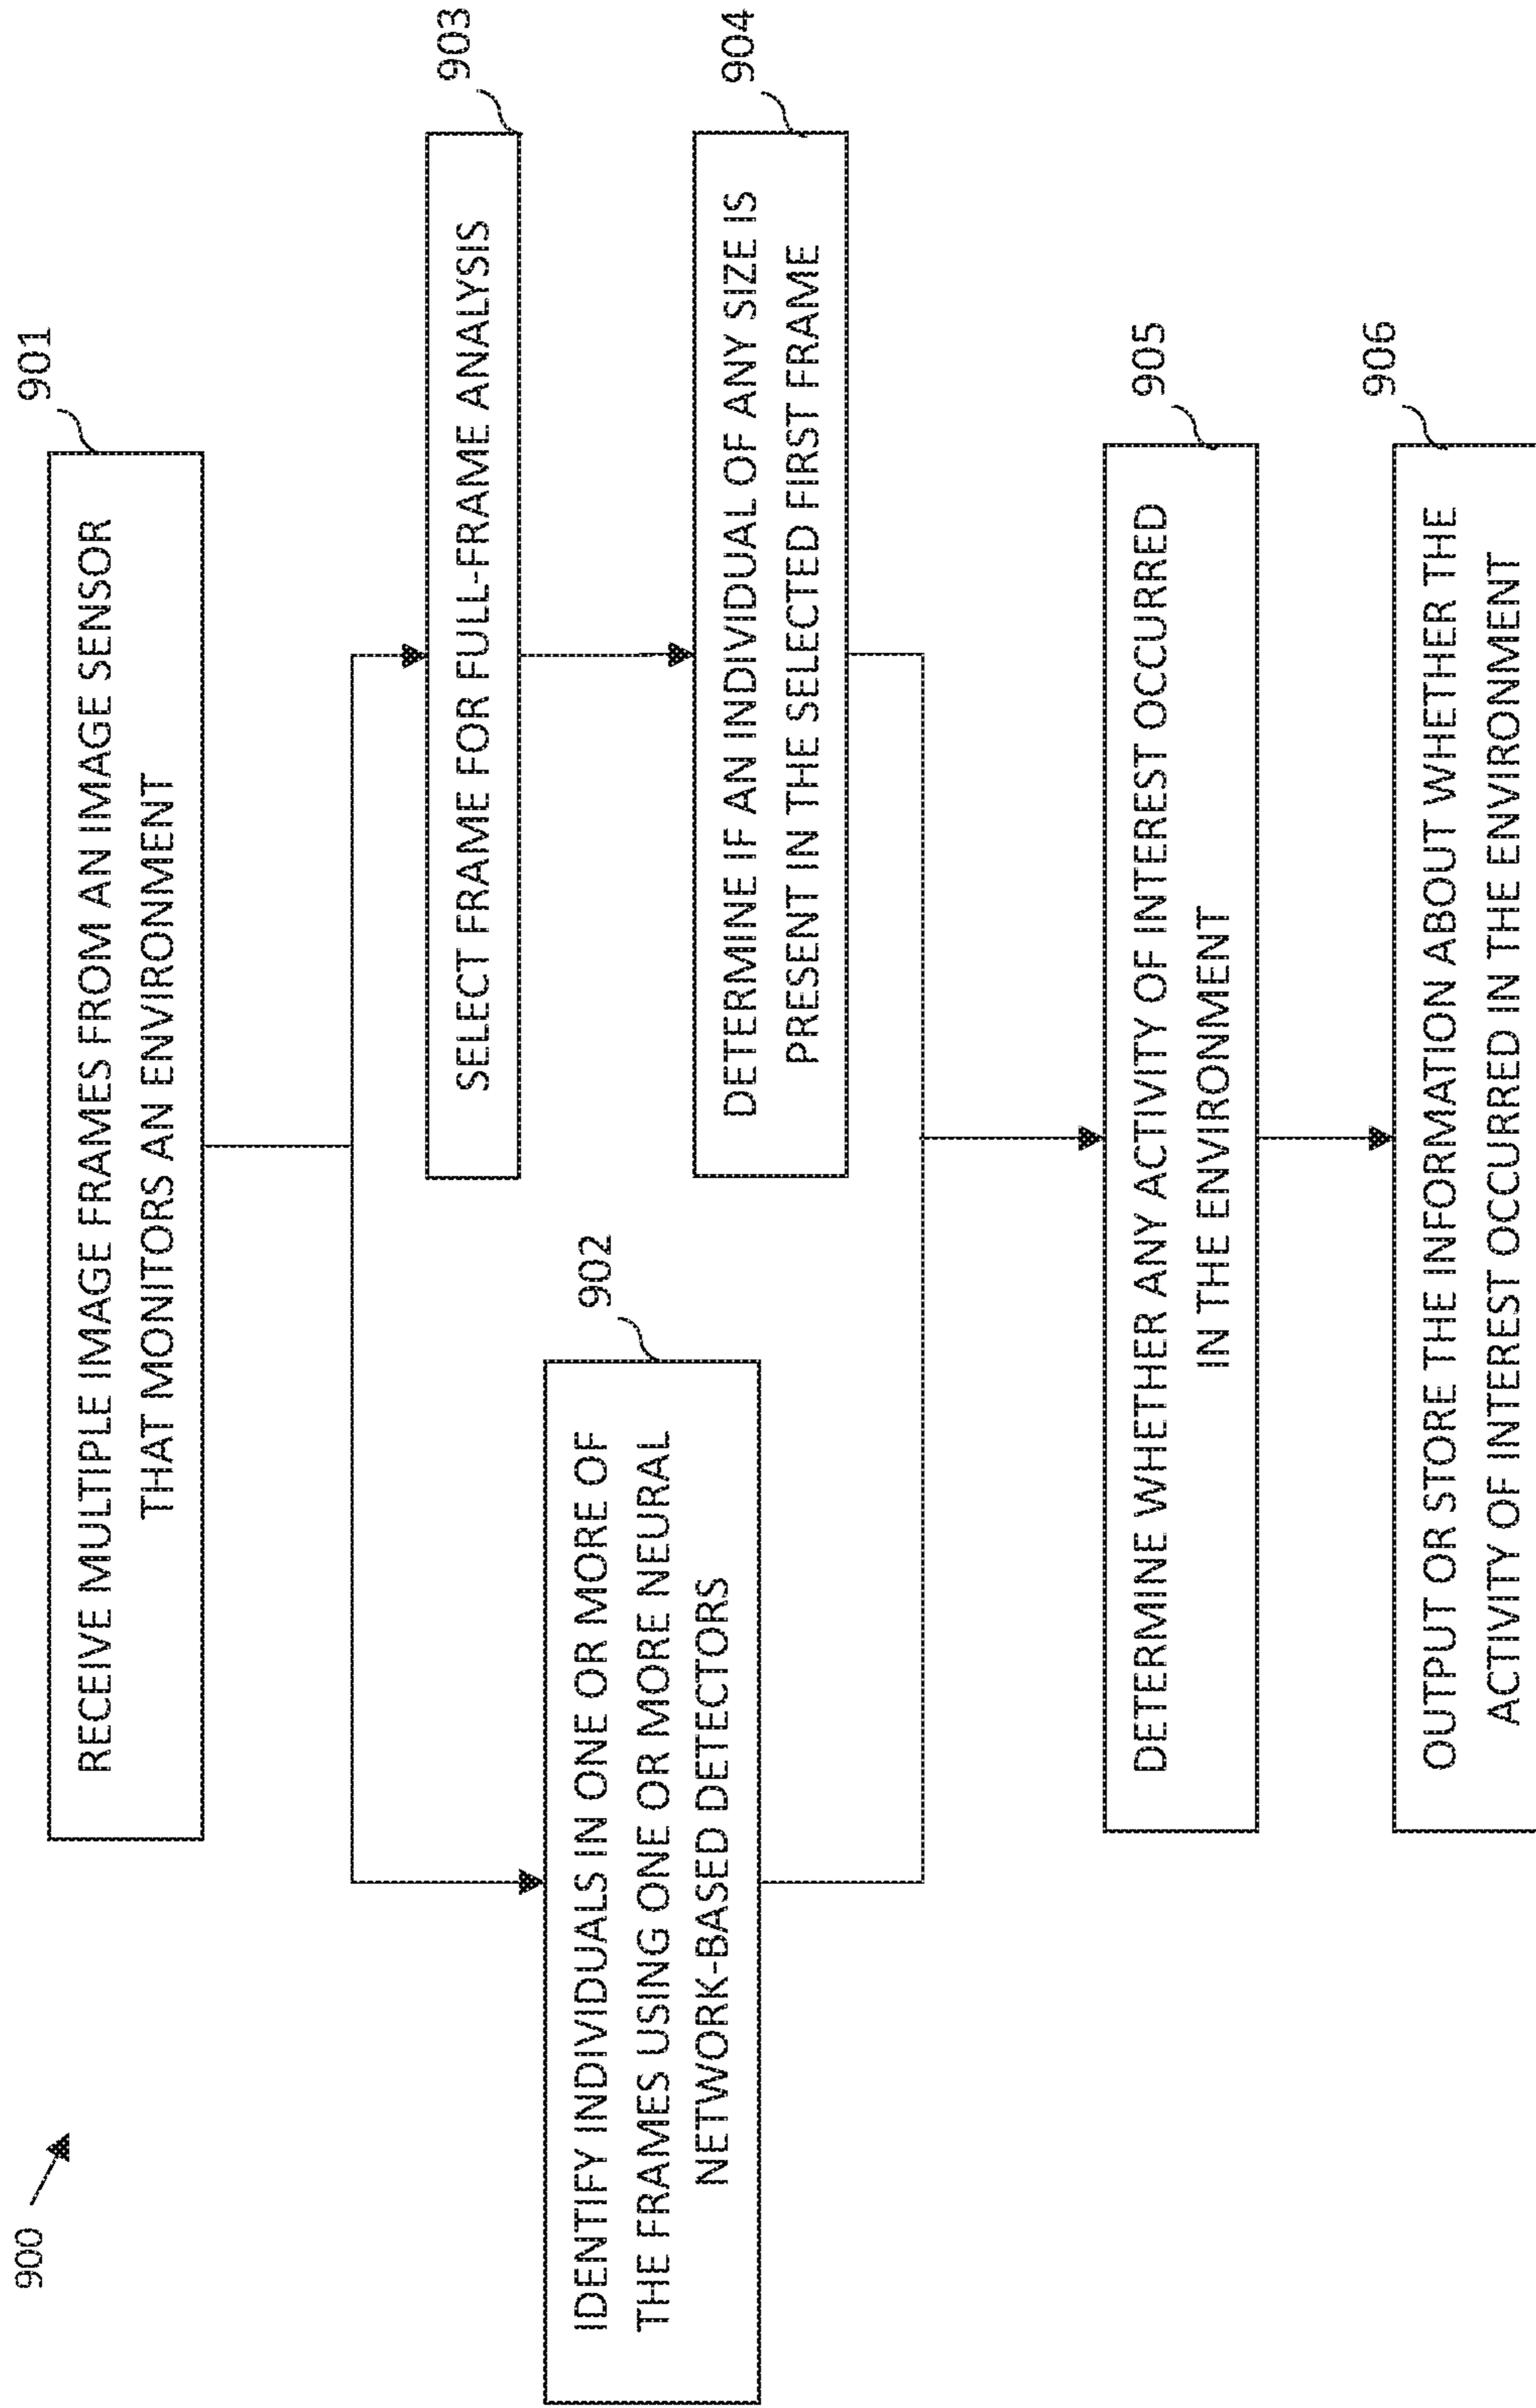 900
901
RECEIVE MULTIPLE IMAGE FRAMES FROM AN IMAGE SENSOR
THAT MONITORS AN ENVIRONMENT
902
IDENTIFY INDIVIDUALS IN ONE OR MORE OF
THE FRAMES USING ONE OR MORE NEURAL
NETWORK-BASED DETECTORS
903
SELECT FRAME FOR FULL-FRAME ANALYSIS
904
DETERMINE IF AN INDIVIDUAL OF ANY SIZE IS
PRESENT IN THE SELECTED FIRST FRAME
905
DETERMINE WHETHER ANY ACTIVITY OF INTEREST OCCURRED
IN THE ENVIRONMENT
906
OUTPUT OR STORE THE INFORMATION ABOUT WHETHER THE
ACTIVITY OF INTEREST OCCURRED IN THE ENVIRONMENT